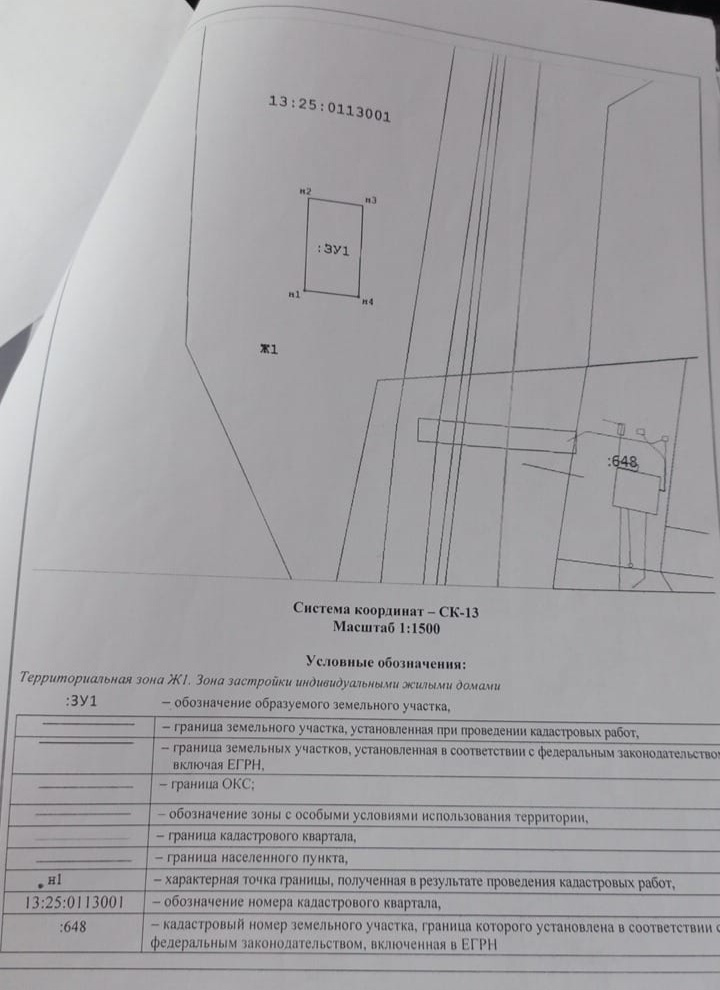 13:25:0113001
н2
н3
:ЗУ1
н1
н4
Ж1
:648
Система координат – СК-13
Масштаб 1:1500
Условные обозначения:
Территориальная зона Ж1. Зона застройки индивидуальными жилыми домами
:ЗУ1 – обозначение образуемого земельного участка,
– граница земельного участка, установленная при проведении кадастровых работ,
– граница земельных участков, установленная в соответствии с федеральным законодательством
включая ЕГРН,
– граница ОКС;
– обозначение зоны с особыми условиями использования территории,
– граница кадастрового квартала,
– граница населенного пункта,
н1 – характерная точка границы, полученная в результате проведения кадастровых работ,
13:25:0113001 – обозначение номера кадастрового квартала,
:648 – кадастровый номер земельного участка, граница которого установлена в соответствии с
федеральным законодательством, включенная в ЕГРН